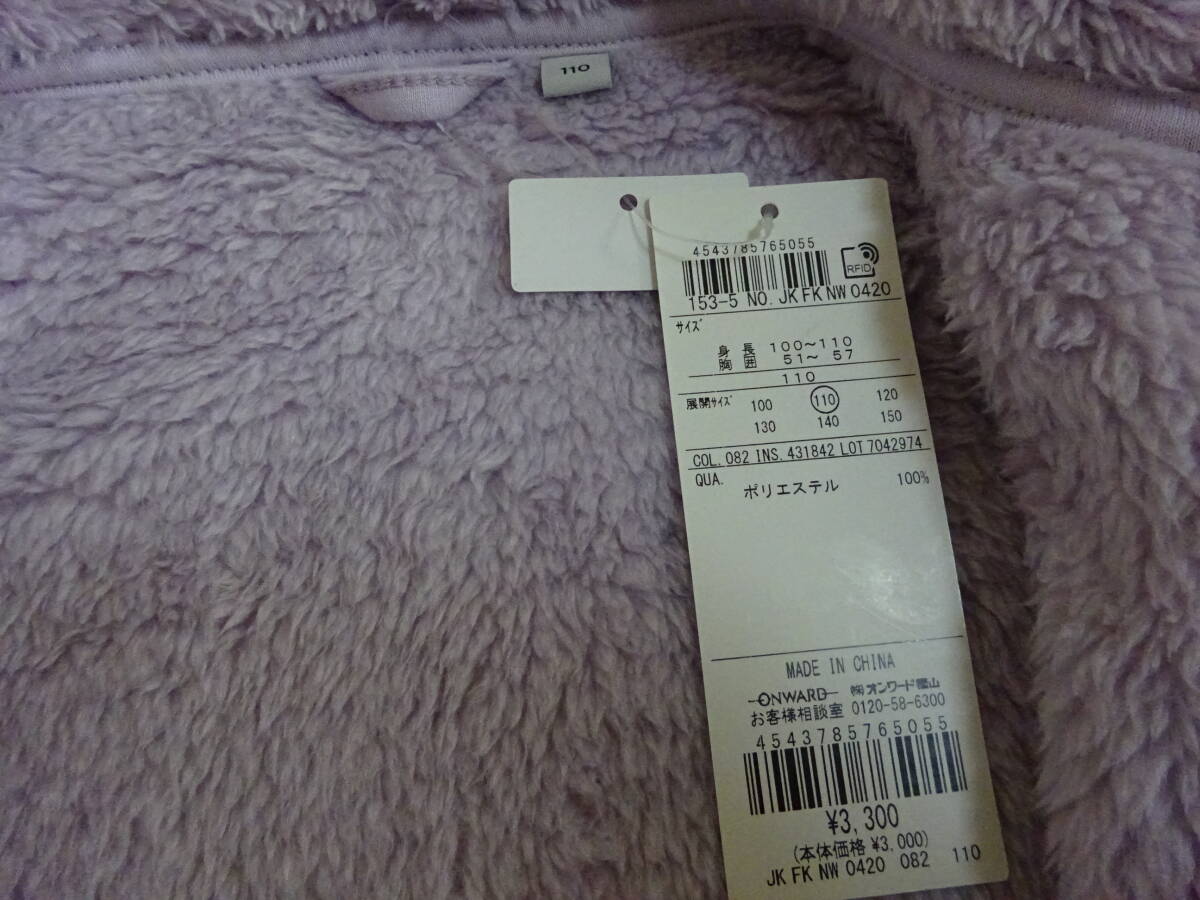 110
4543785765055
RFID
153-5 NO. JK FK NW 0420
サイズ
身長 100～110
胸囲 51～ 57
110
展開サイズ 100 110 120
130 140 150
COL. 082 INS. 431842 LOT 7042974
QUA. ポリエステル 100%
MADE IN CHINA
ONWARD ㈱オンワード樫山
お客様相談室 0120-58-6300
4543785765055
¥3,300
(本体価格 ¥3,000)
JK FK NW 0420 082 110